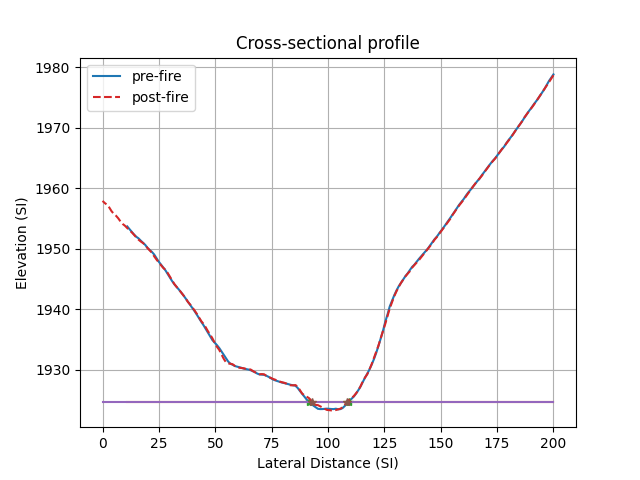 Cross-sectional profile
pre-fire
post-fire
Elevation (SI)
1980
1970
1960
1950
1940
1930
0 25 50 75 100 125 150 175 200
Lateral Distance (SI)